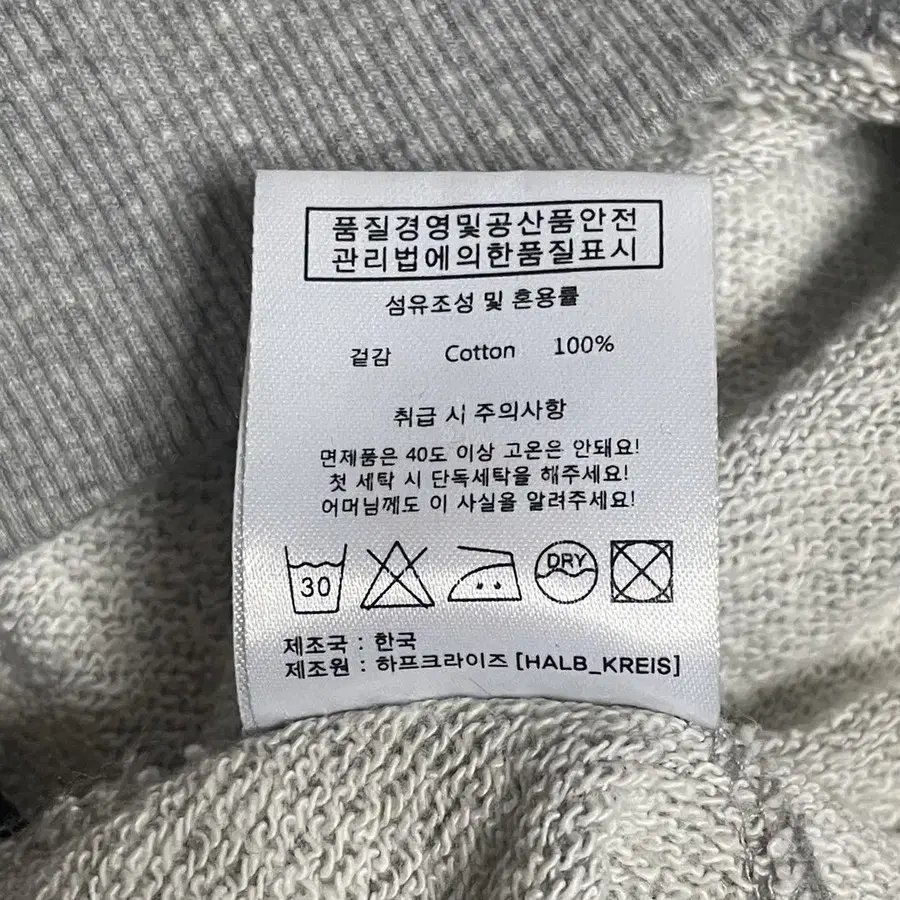 품질경영및공산품안전
관리법에의한품질표시
섬유조성 및 혼용률
겉감 Cotton 100%
취급 시 주의사항
면제품은 40도 이상 고온은 안돼요!
첫 세탁 시 단독세탁을 해주세요!
어머님께도 이 사실을 알려주세요!
30 DRY
제조국 : 한국
제조원 : 하프크라이즈 [HALB_KREIS]